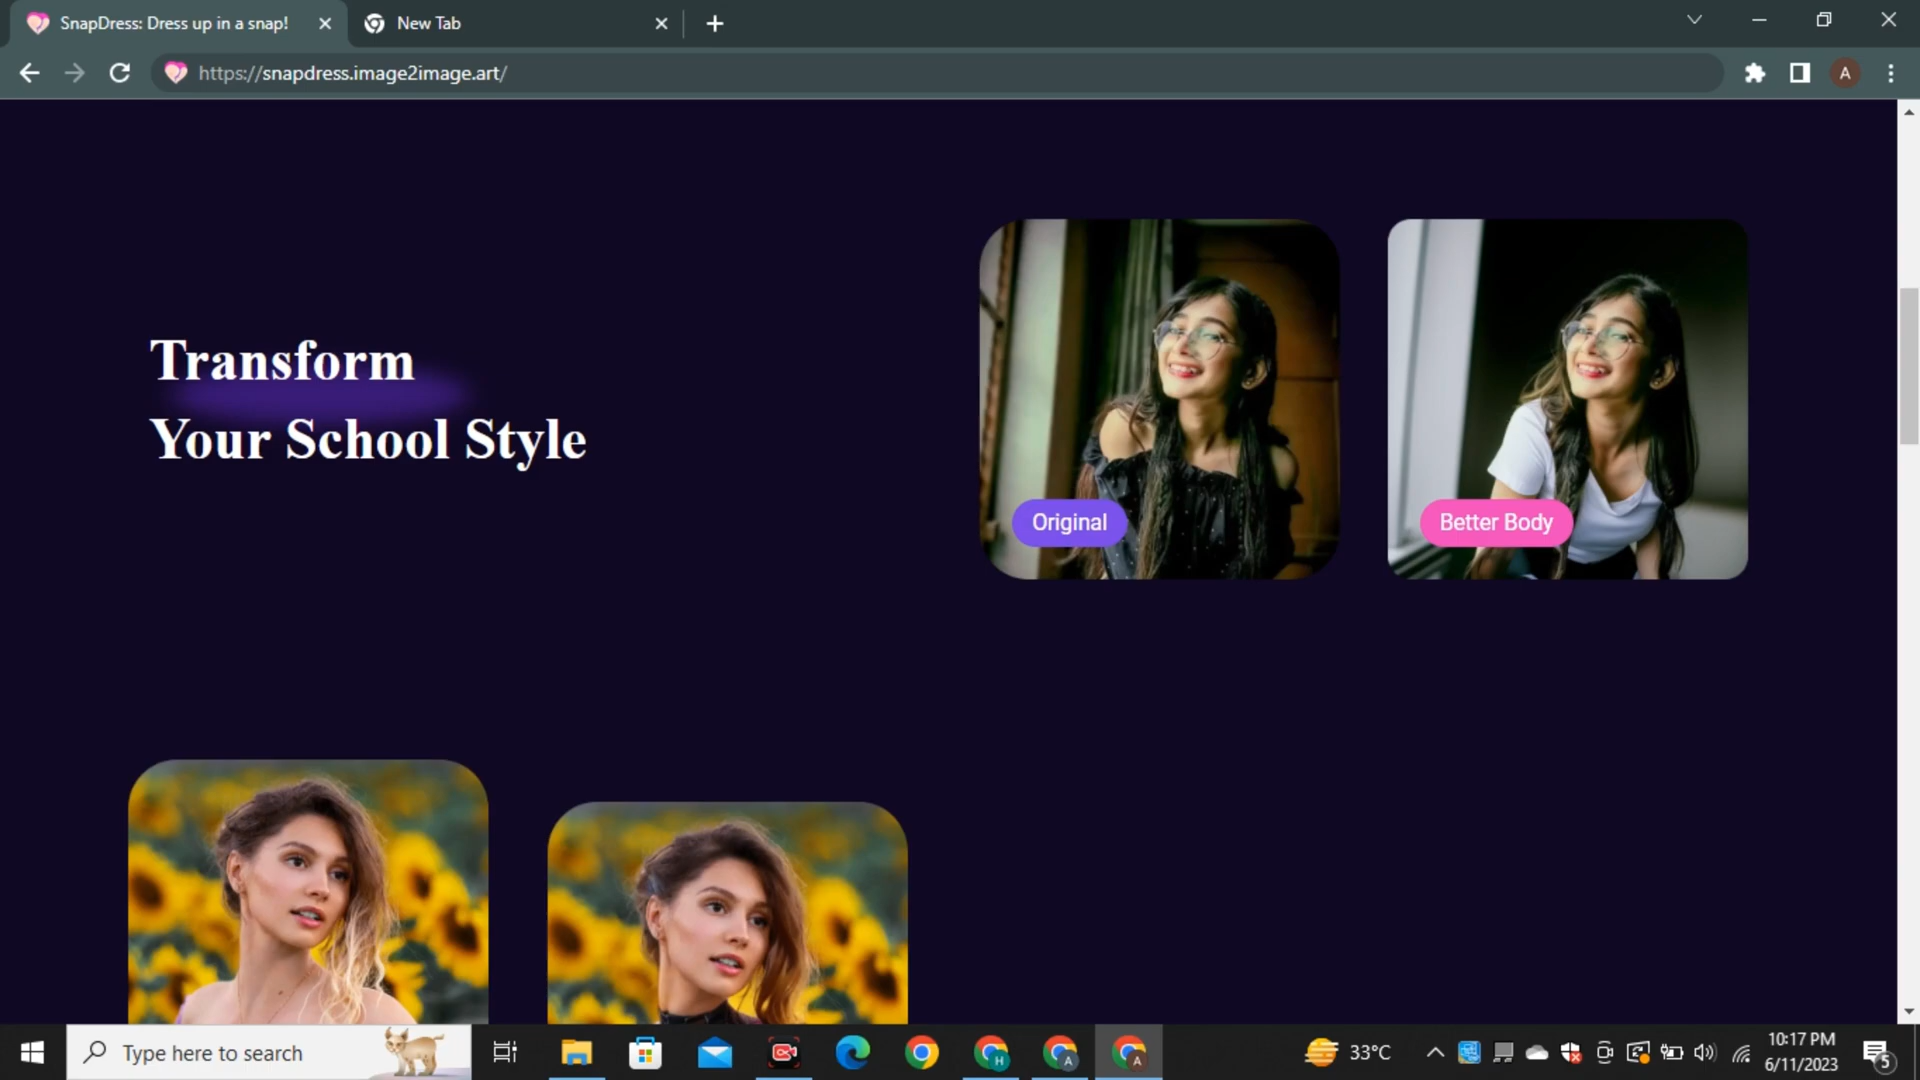 SnapDress: Dress up in a snap!
New Tab
https://snapdress.image2image.art/
A
Transform
Your School Style
Original
Better Body
Type here to search
H
A
A
33°C
10:17 PM
6/11/2023
5